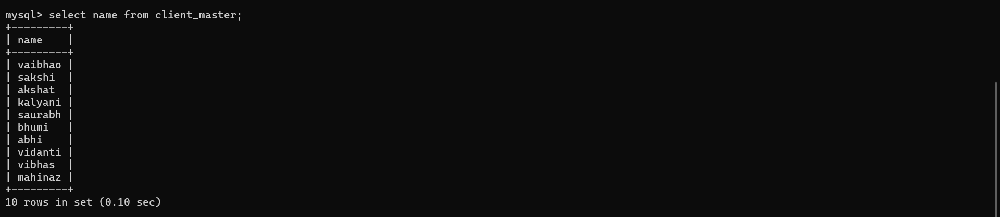 mysql> select name from client_master;
+---------+
| name    |
+---------+
| vaibhao |
| sakshi  |
| akshat  |
| kalyani |
| saurabh |
| bhumi   |
| abhi    |
| vidanti |
| vibhas  |
| mahinaz |
+---------+
10 rows in set (0.10 sec)